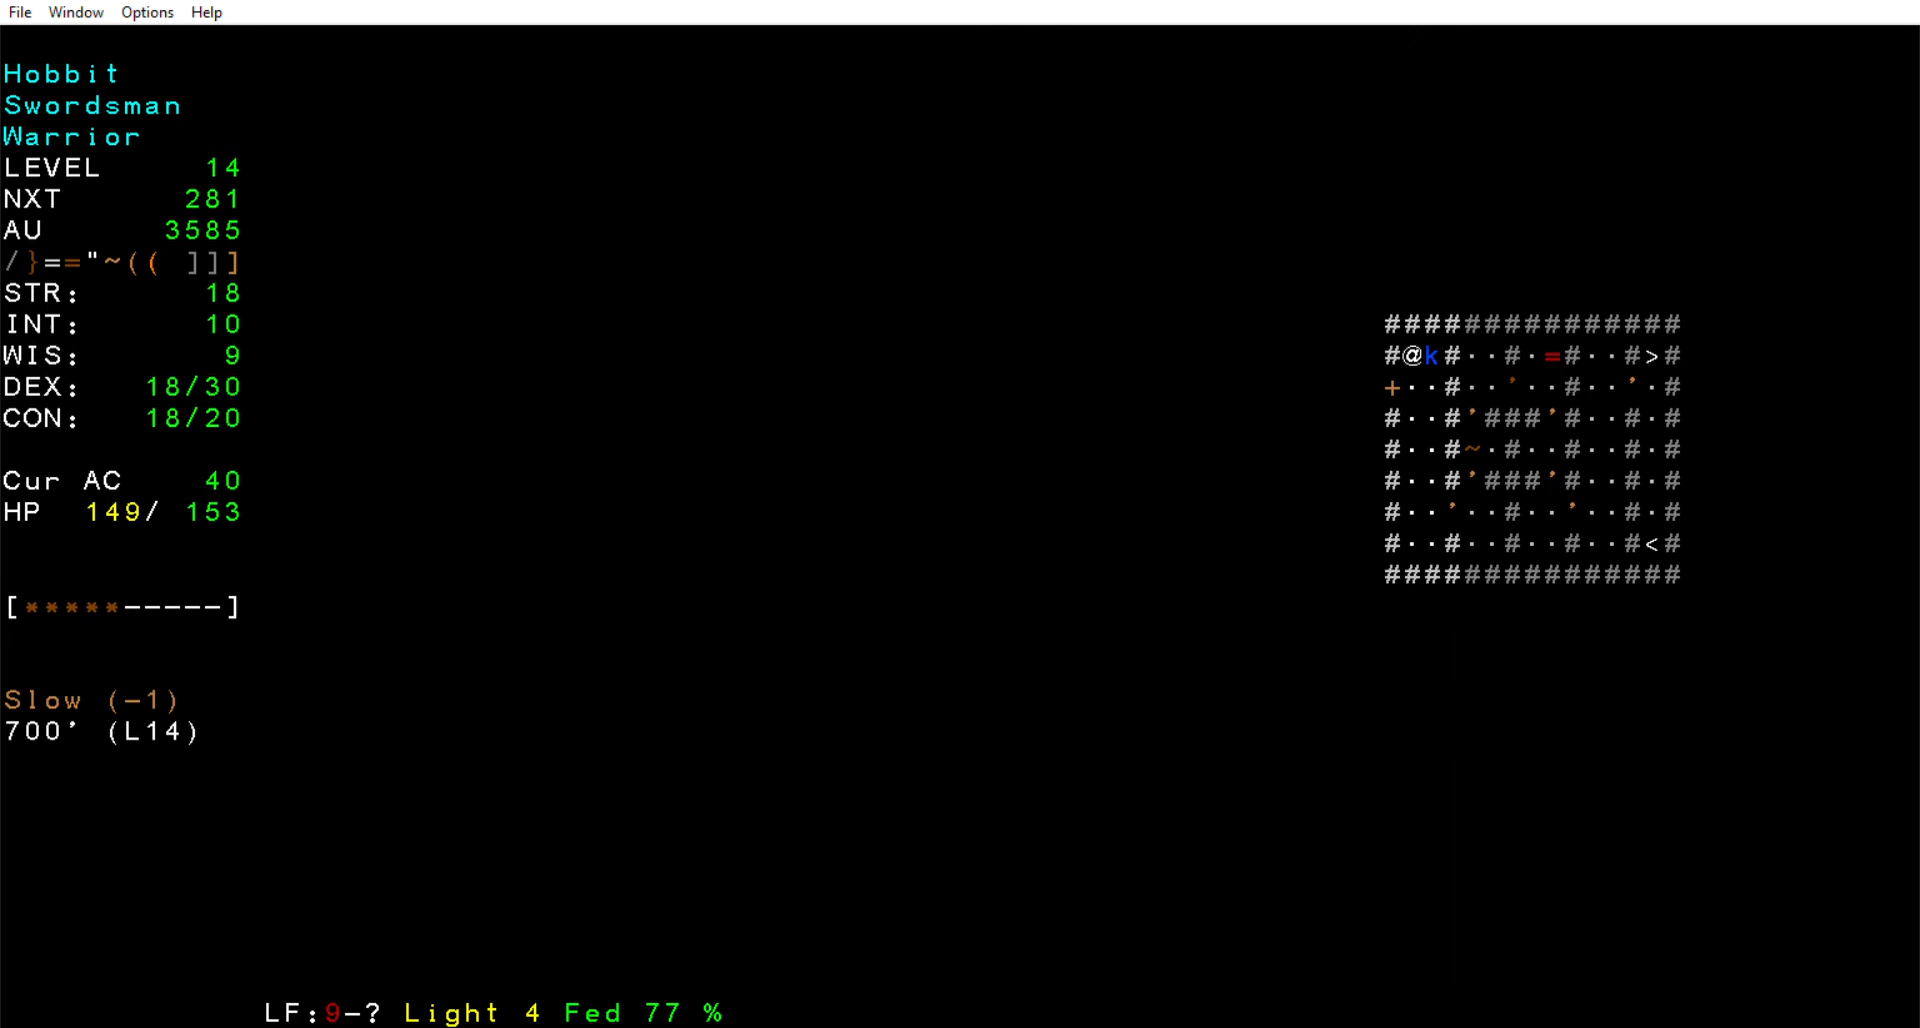 File Window Options Help
Hobbit
Swordsman
Warrior
LEVEL 14
NXT 281
AU 3585
/}=="~(( ]]]
STR: 18
INT: 10
WIS: 9
DEX: 18/30
CON: 18/20
Cur AC 40
HP 149/ 153
[*****-----]
Slow (-1)
700' (L14)
###############
#@k#..#.=#..#>#
+..#..'..#..'.#
#..#'###'#..#.#
#..#~.#..#..#.#
#..#'###'#..#.#
#..'..#..'..#.#
#..#..#..#..#<#
###############
LF:9-? Light 4 Fed 77 %